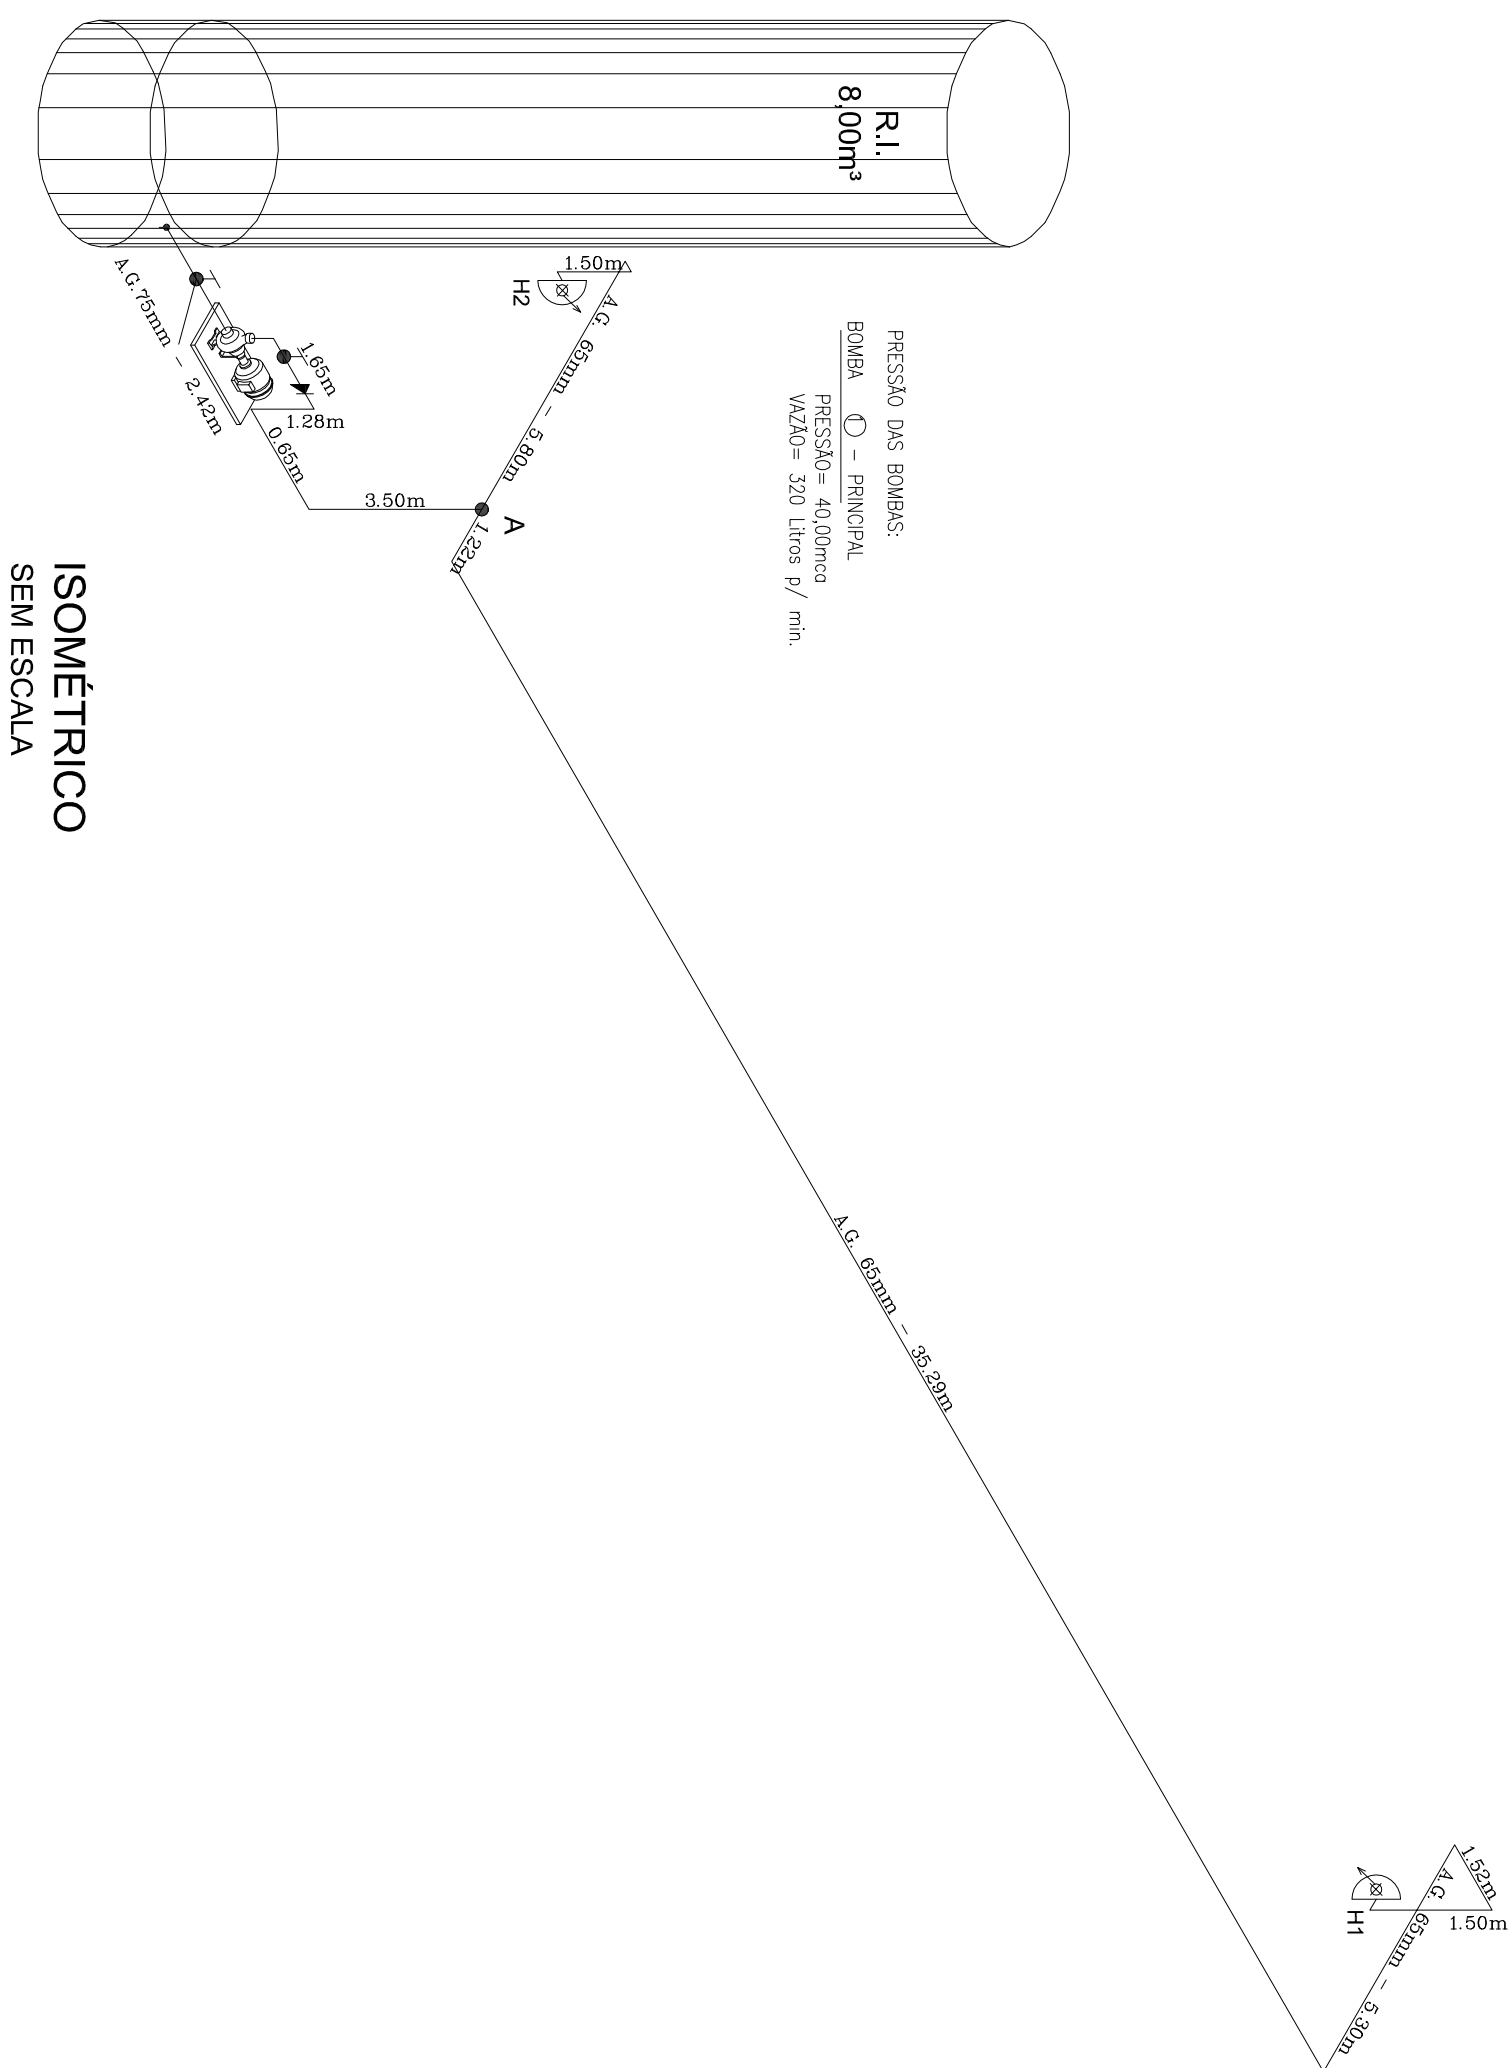 R.I.
8,00m³
PRESSÃO DAS BOMBAS:
BOMBA 1 - PRINCIPAL
PRESSÃO= 40,00mca
VAZÃO= 320 Litros p/ min.
1.50m
H2
A.G. 65mm - 5.80m
A
1.22m
3.50m
0.65m
1.28m
1.65m
A.G.75mm - 2.42m
A.G. 65mm - 35.29m
1.52m
1.50m
H1
A.G. 65mm - 5.30m
ISOMÉTRICO
SEM ESCALA